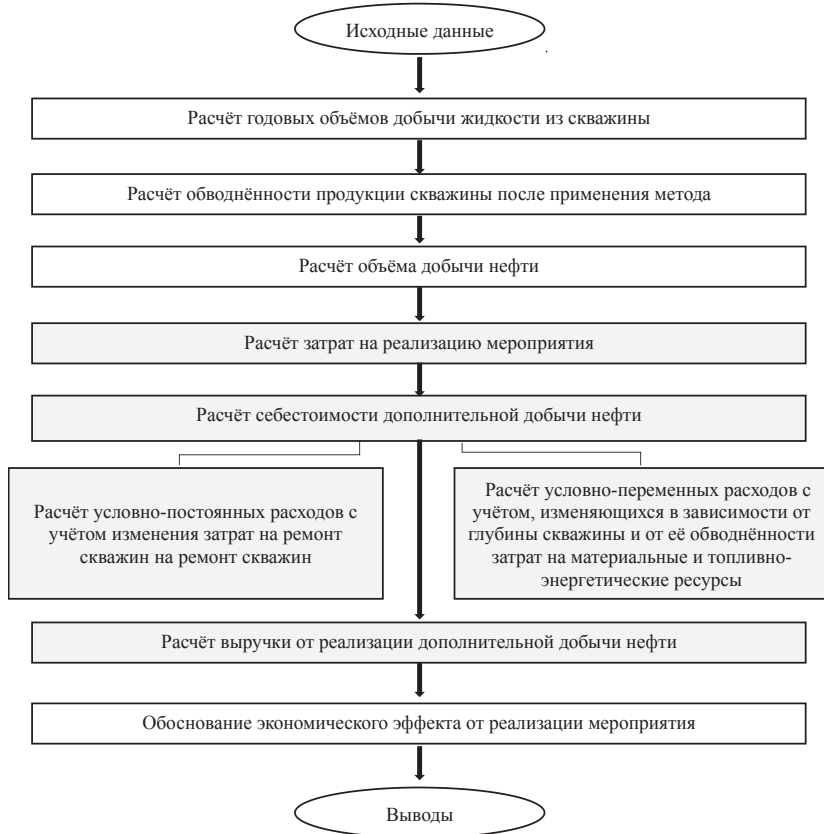 Исходные данные
Расчёт годовых объёмов добычи жидкости из скважины
Расчёт обводнённости продукции скважины после применения метода
Расчёт объёма добычи нефти
Расчёт затрат на реализацию мероприятия
Расчёт себестоимости дополнительной добычи нефти
Расчёт условно-постоянных расходов с
учётом изменения затрат на ремонт
скважин на ремонт скважин
Расчёт условно-переменных расходов с
учётом, изменяющихся в зависимости от
глубины скважины и от её обводнённости
затрат на материальные и топливно-
энергетические ресурсы
Расчёт выручки от реализации дополнительной добычи нефти
Обоснование экономического эффекта от реализации мероприятия
Выводы